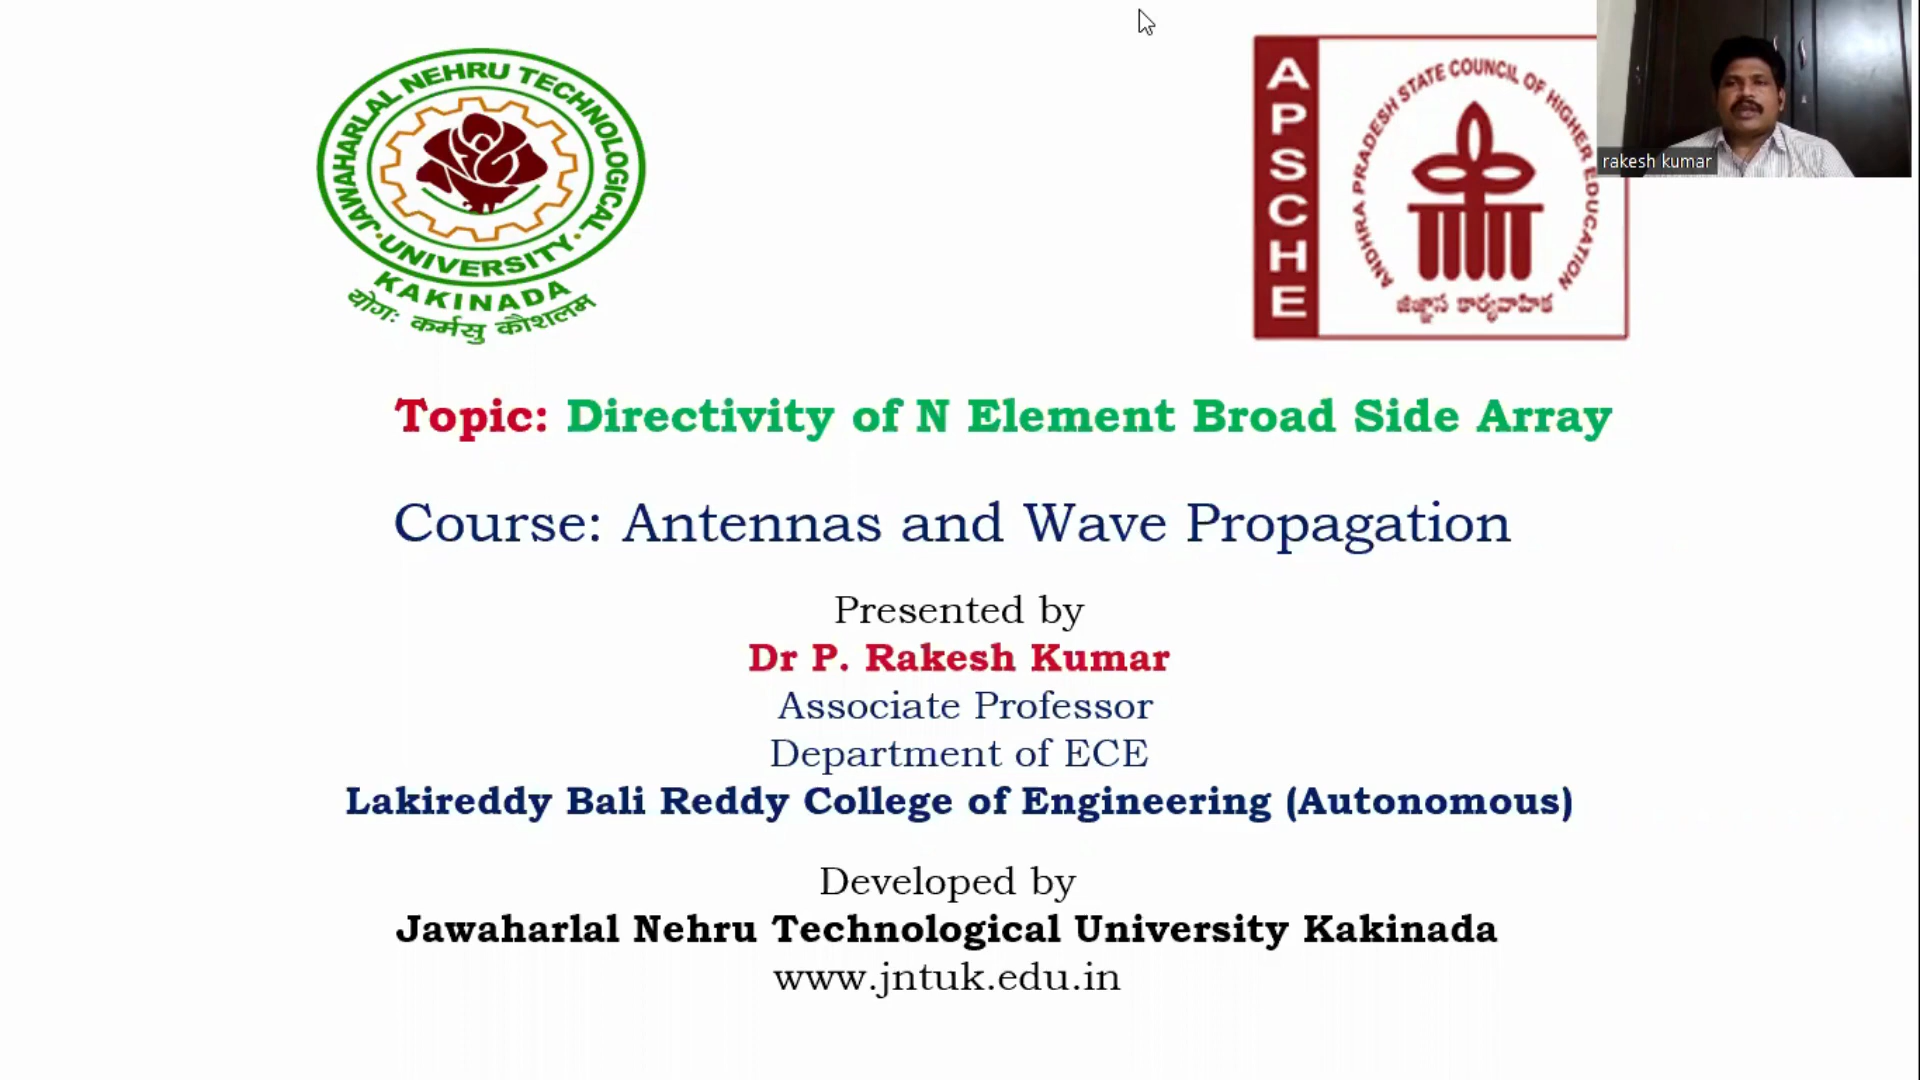 JAWAHARLAL NEHRU TECHNOLOGICAL
UNIVERSITY
KAKINADA
योगः कर्मसु कौशलम
APSCHE
ANDHRA PRADESH STATE COUNCIL OF HIGHER EDUCATION
జిజ్ఞాస కార్యవాహిక
rakesh kumar
Topic: Directivity of N Element Broad Side Array
Course: Antennas and Wave Propagation
Presented by
Dr P. Rakesh Kumar
Associate Professor
Department of ECE
Lakireddy Bali Reddy College of Engineering (Autonomous)
Developed by
Jawaharlal Nehru Technological University Kakinada
www.jntuk.edu.in